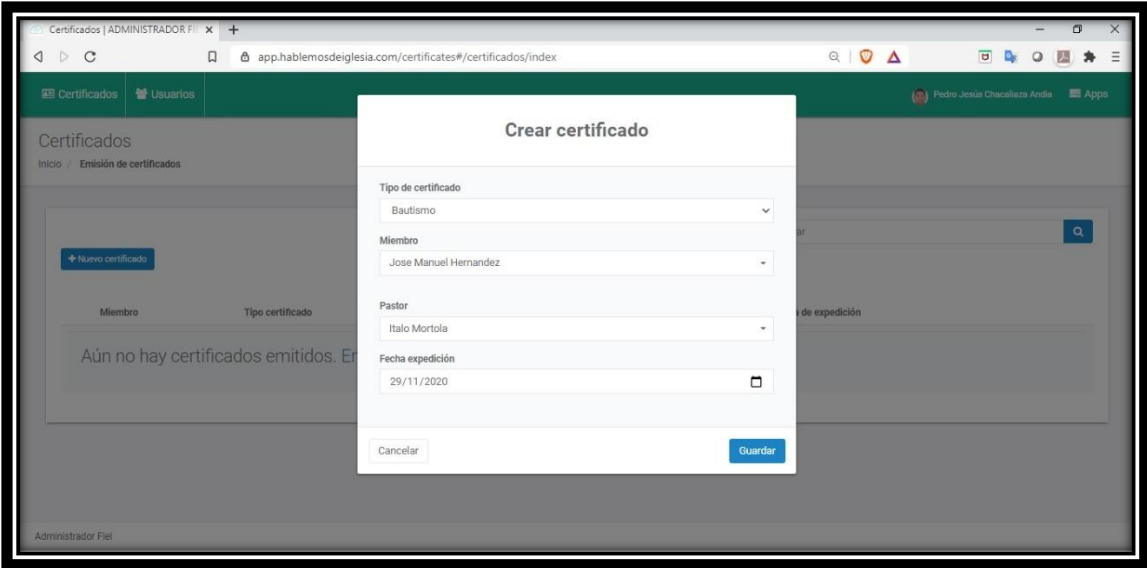 Certificados | ADMINISTRADOR FI
app.hablemosdeiglesia.com/certificates#/certificados/index
Certificados Usuarios Pedro Jesús Chacaliaza Andia Apps
Certificados
Inicio / Emisión de certificados
Crear certificado
Tipo de certificado
Bautismo
Miembro
Jose Manuel Hernandez
Pastor
Italo Mortola
Fecha expedición
29/11/2020
Cancelar Guardar
ar
+ Nuevo certificado
Miembro Tipo certificado de expedición
Aún no hay certificados emitidos. Er
Administrador Fiel